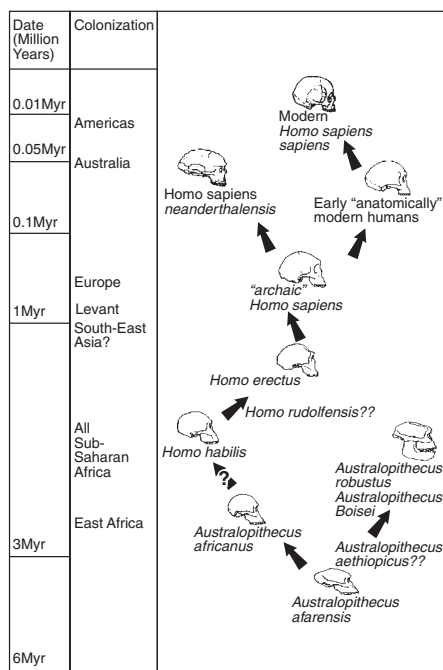 Date
(Million
Years)
Colonization
0.01Myr
Americas
0.05Myr
Australia
0.1Myr
Europe
1Myr
Levant
South-East
Asia?
All
Sub-
Saharan
Africa
East Africa
3Myr
6Myr
Modern
Homo sapiens
sapiens
Homo sapiens
neanderthalensis
Early “anatomically”
modern humans
“archaic”
Homo sapiens
Homo erectus
Homo rudolfensis??
Homo habilis
?
Australopithecus
robustus
Australopithecus
Boisei
Australopithecus
africanus
Australopithecus
aethiopicus??
Australopithecus
afarensis